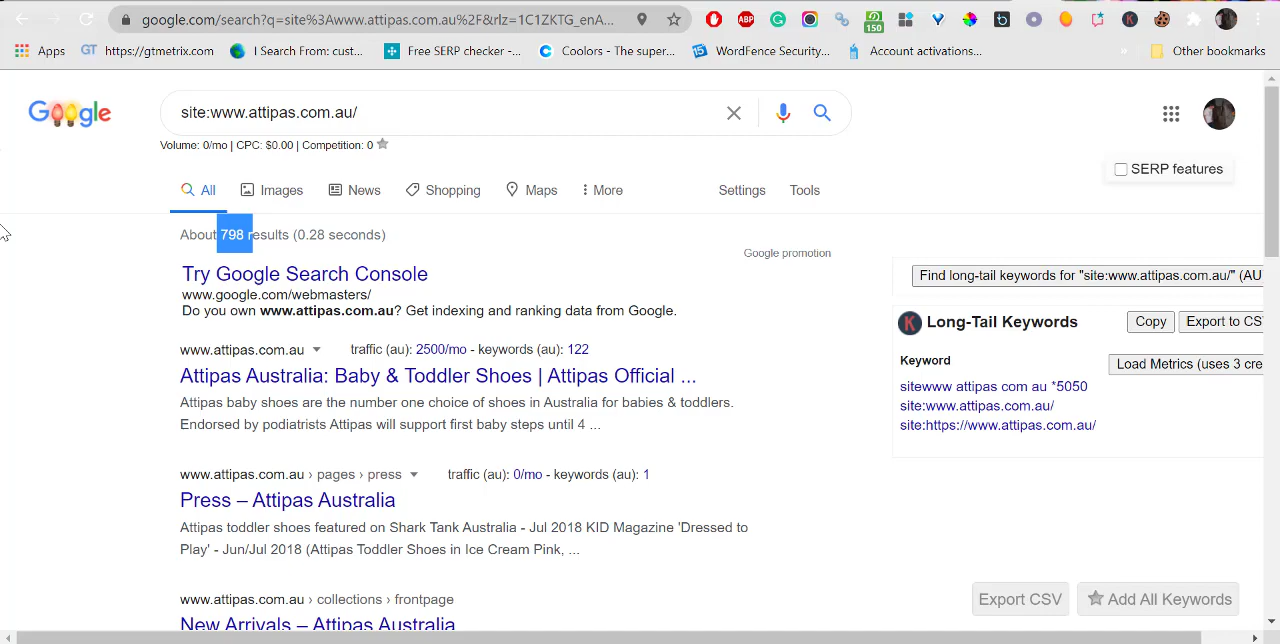 google.com/search?q=site%3Awww.attipas.com.au%2F&rlz=1C1ZKTG_enA...
ABP
150
Apps
GT https://gtmetrix.com
I Search From: cust...
Free SERP checker -...
C Coolors - The super...
15 WordFence Security...
Account activations...
» Other bookmarks
Google
site:www.attipas.com.au/
Volume: 0/mo | CPC: $0.00 | Competition: 0
SERP features
All Images News Shopping Maps More Settings Tools
About 798 results (0.28 seconds)
Google promotion
Try Google Search Console
www.google.com/webmasters/
Do you own www.attipas.com.au? Get indexing and ranking data from Google.
www.attipas.com.au traffic (au): 2500/mo - keywords (au): 122
Attipas Australia: Baby & Toddler Shoes | Attipas Official ...
Attipas baby shoes are the number one choice of shoes in Australia for babies & toddlers.
Endorsed by podiatrists Attipas will support first baby steps until 4 ...
www.attipas.com.au › pages › press traffic (au): 0/mo - keywords (au): 1
Press – Attipas Australia
Attipas toddler shoes featured on Shark Tank Australia - Jul 2018 KID Magazine 'Dressed to
Play' - Jun/Jul 2018 (Attipas Toddler Shoes in Ice Cream Pink, ...
www.attipas.com.au › collections › frontpage
New Arrivals – Attipas Australia
Find long-tail keywords for "site:www.attipas.com.au/" (AU
K Long-Tail Keywords Copy Export to CS
Keyword Load Metrics (uses 3 cre
sitewww attipas com au *5050
site:www.attipas.com.au/
site:https://www.attipas.com.au/
Export CSV Add All Keywords